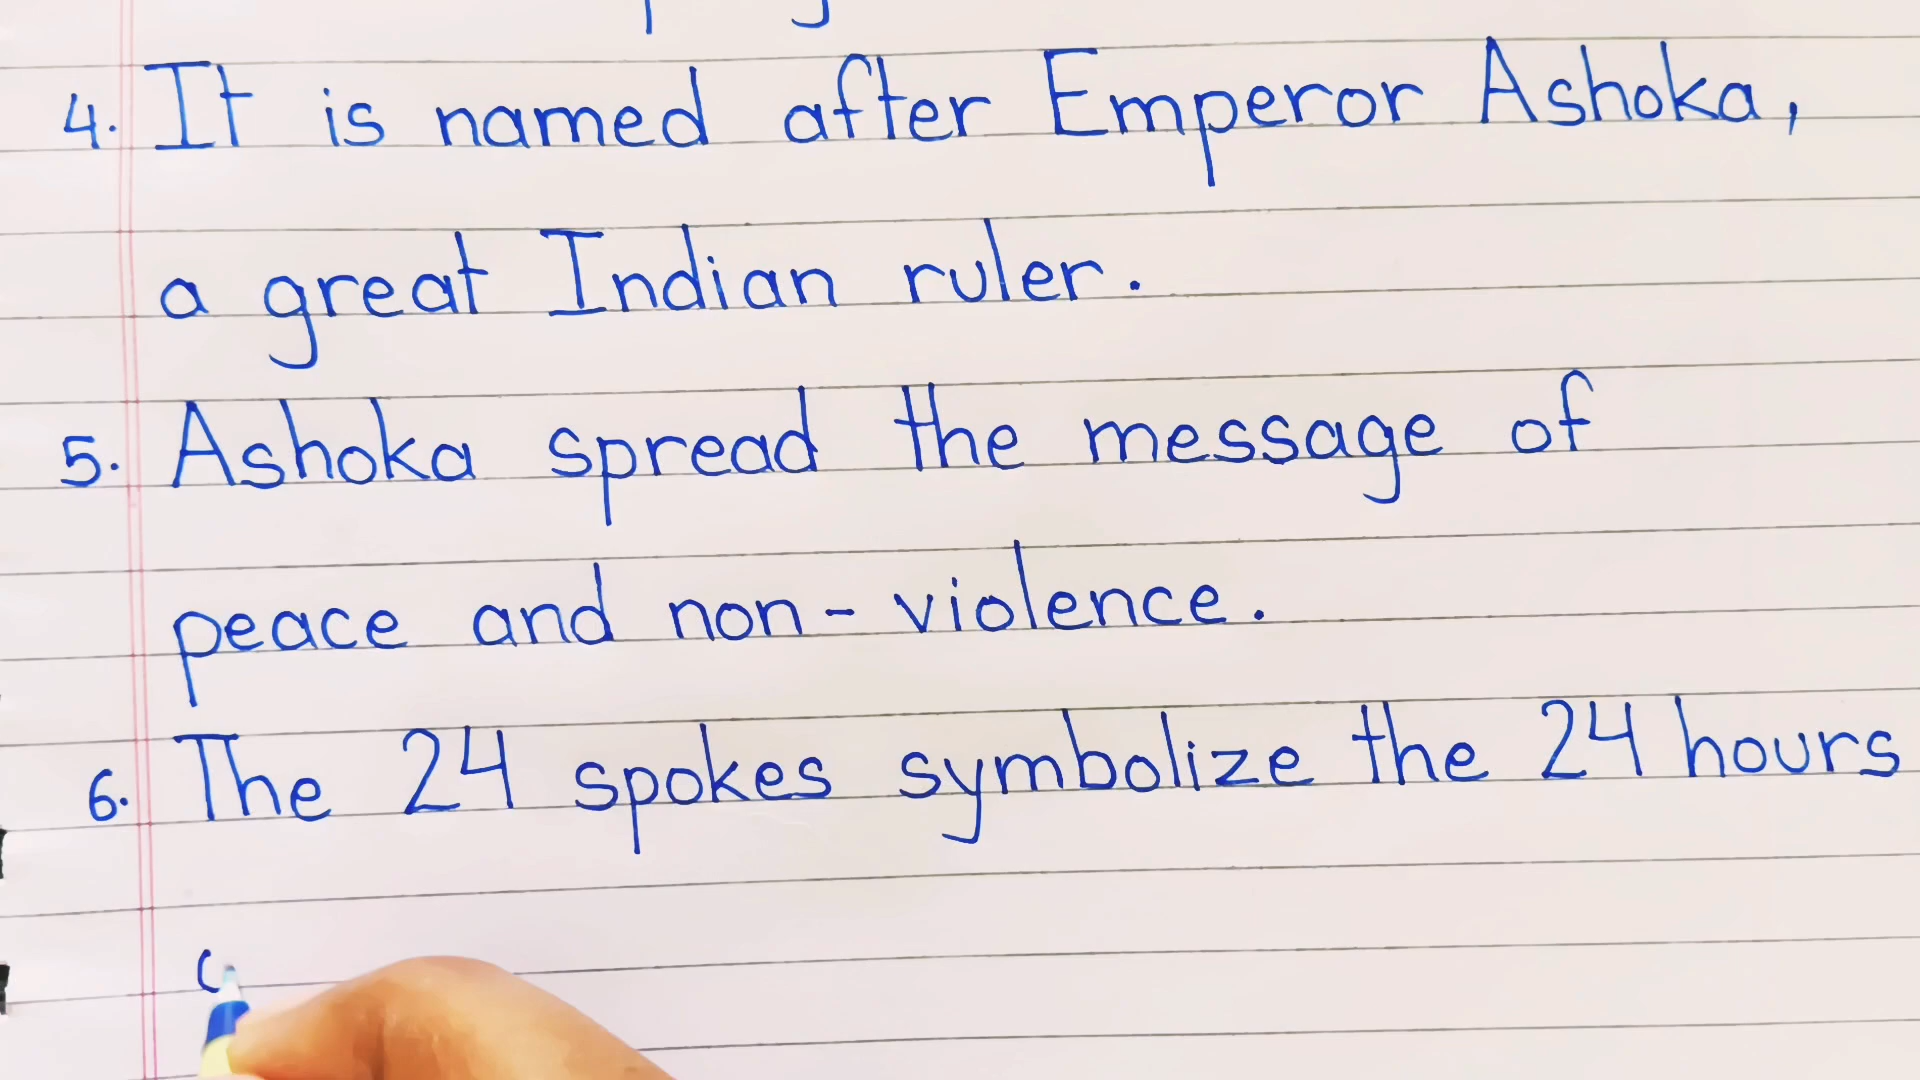 4. It is named after Emperor Ashoka,
a great Indian ruler.
5. Ashoka spread the message of
peace and non-violence.
6. The 24 spokes symbolize the 24 hours